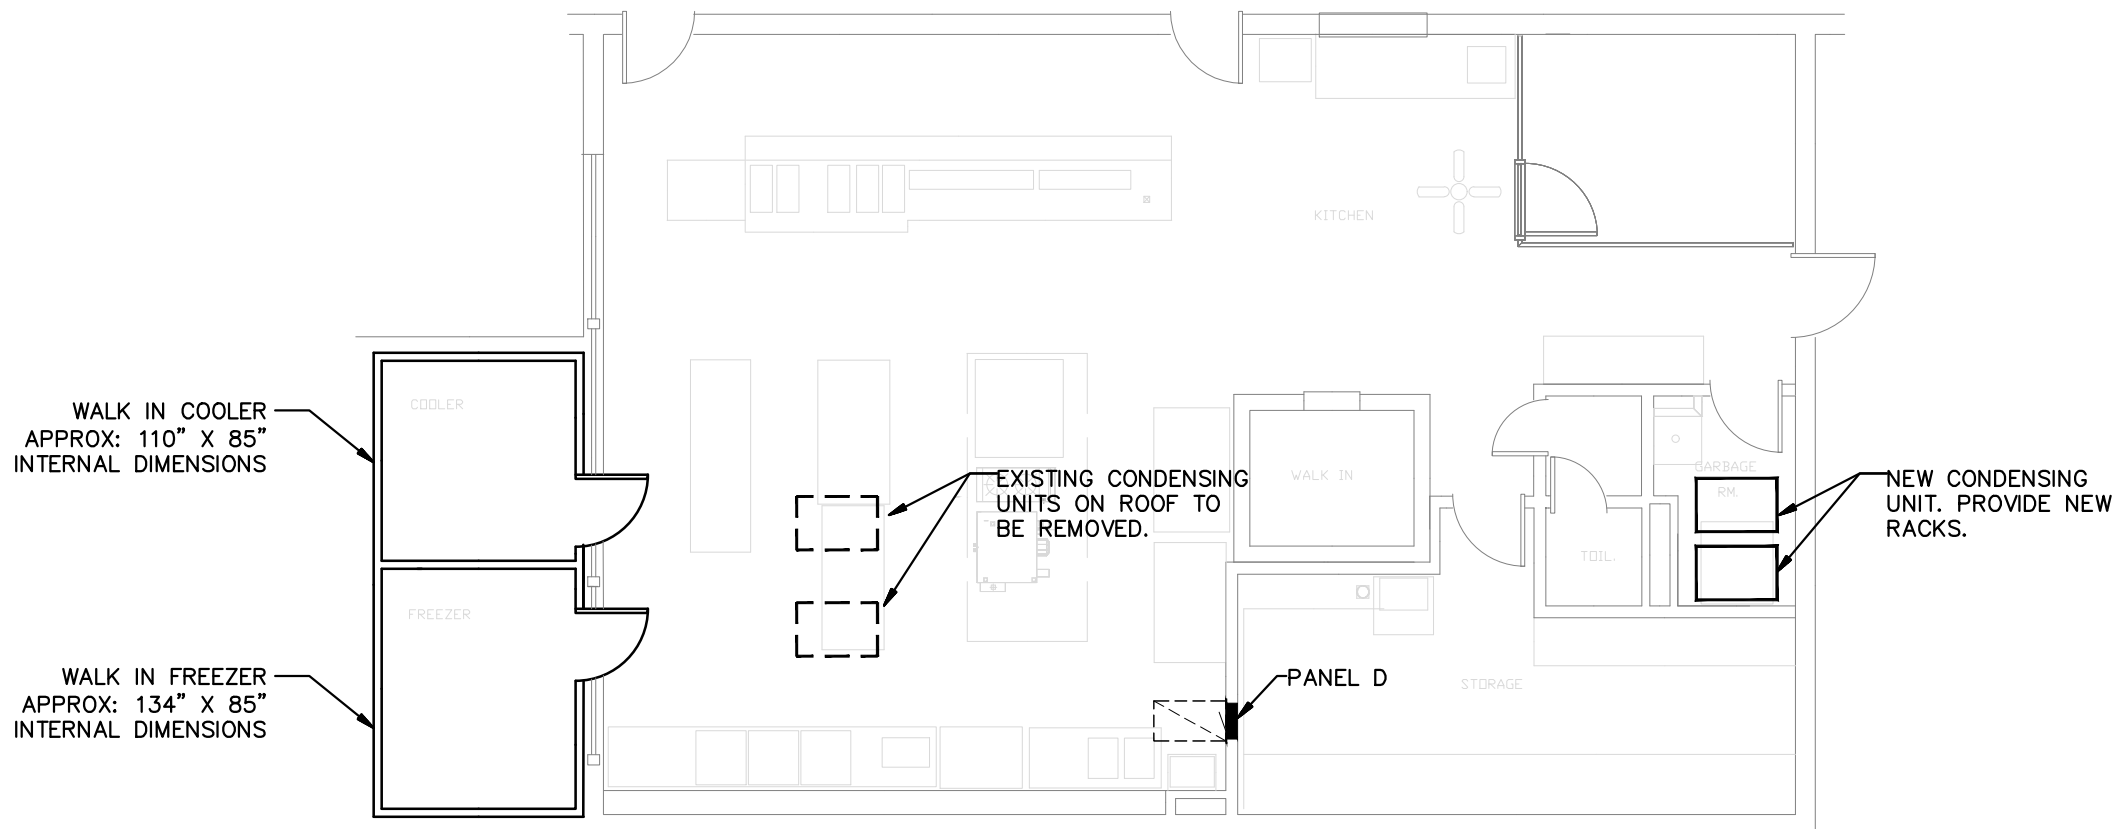 KITCHEN
COOLER
WALK IN COOLER
APPROX: 110" X 85"
INTERNAL DIMENSIONS
EXISTING CONDENSING
UNITS ON ROOF TO
BE REMOVED.
WALK IN
GARBAGE
RM.
NEW CONDENSING
UNIT. PROVIDE NEW
RACKS.
TOIL.
FREEZER
WALK IN FREEZER
APPROX: 134" X 85"
INTERNAL DIMENSIONS
PANEL D
STORAGE